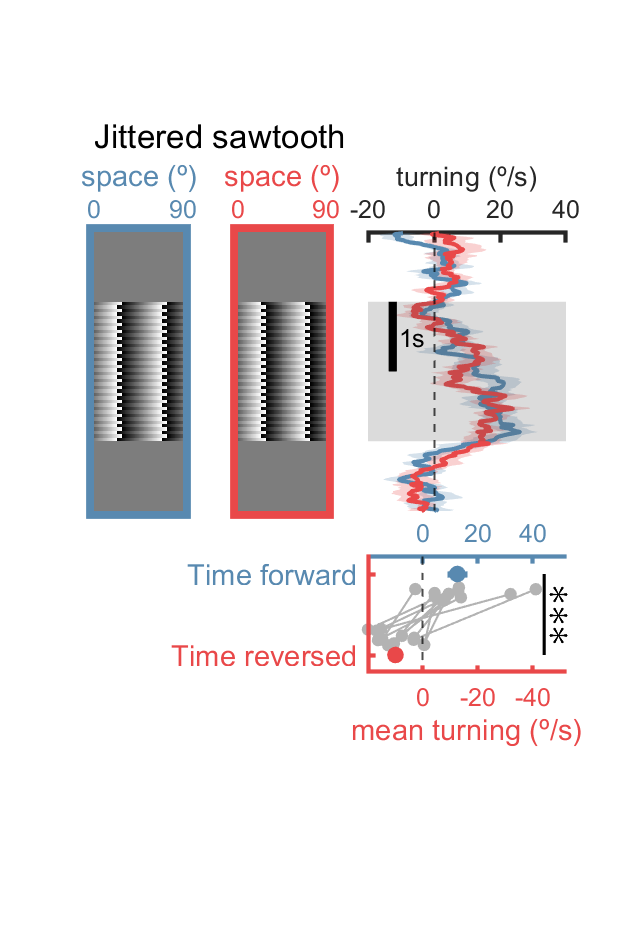 Jittered sawtooth
space (º) space (º) turning (º/s)
0 90 0 90 -20 0 20 40
1s
0 20 40
Time forward
***
Time reversed
0 -20 -40
mean turning (º/s)